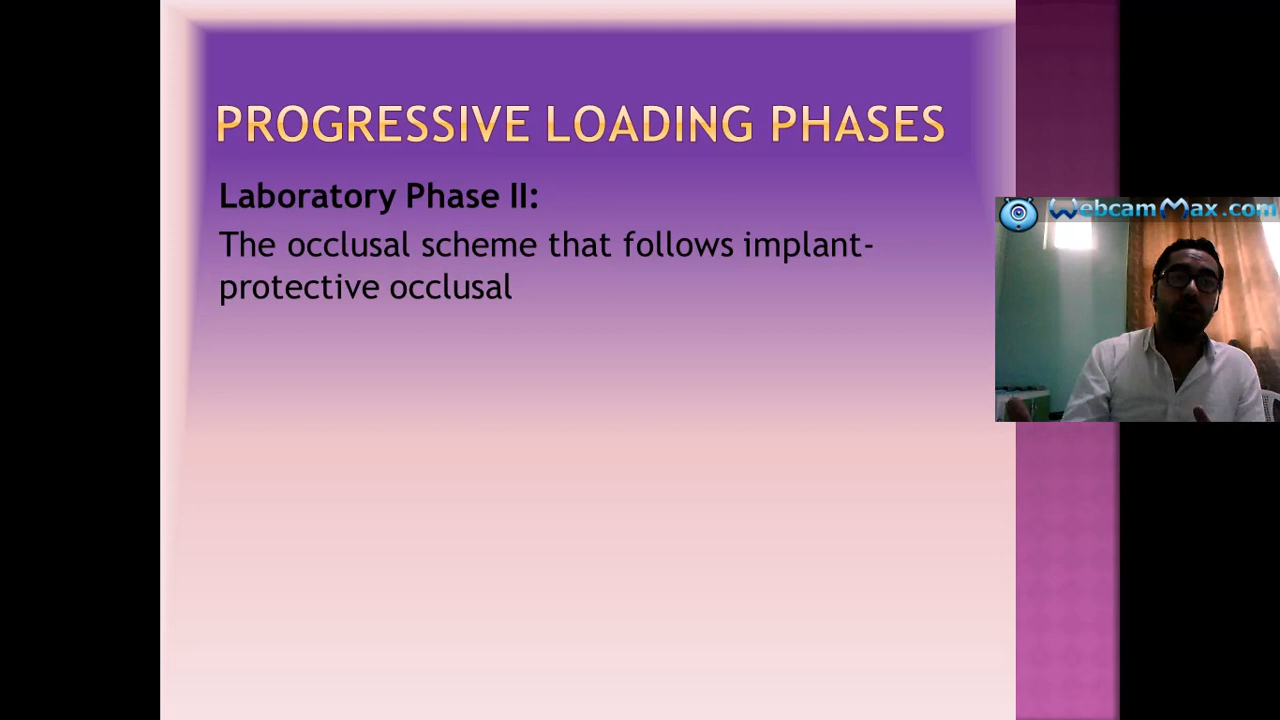 PROGRESSIVE LOADING PHASES
Laboratory Phase II:
The occlusal scheme that follows implant-
protective occlusal
WebcamMax.com